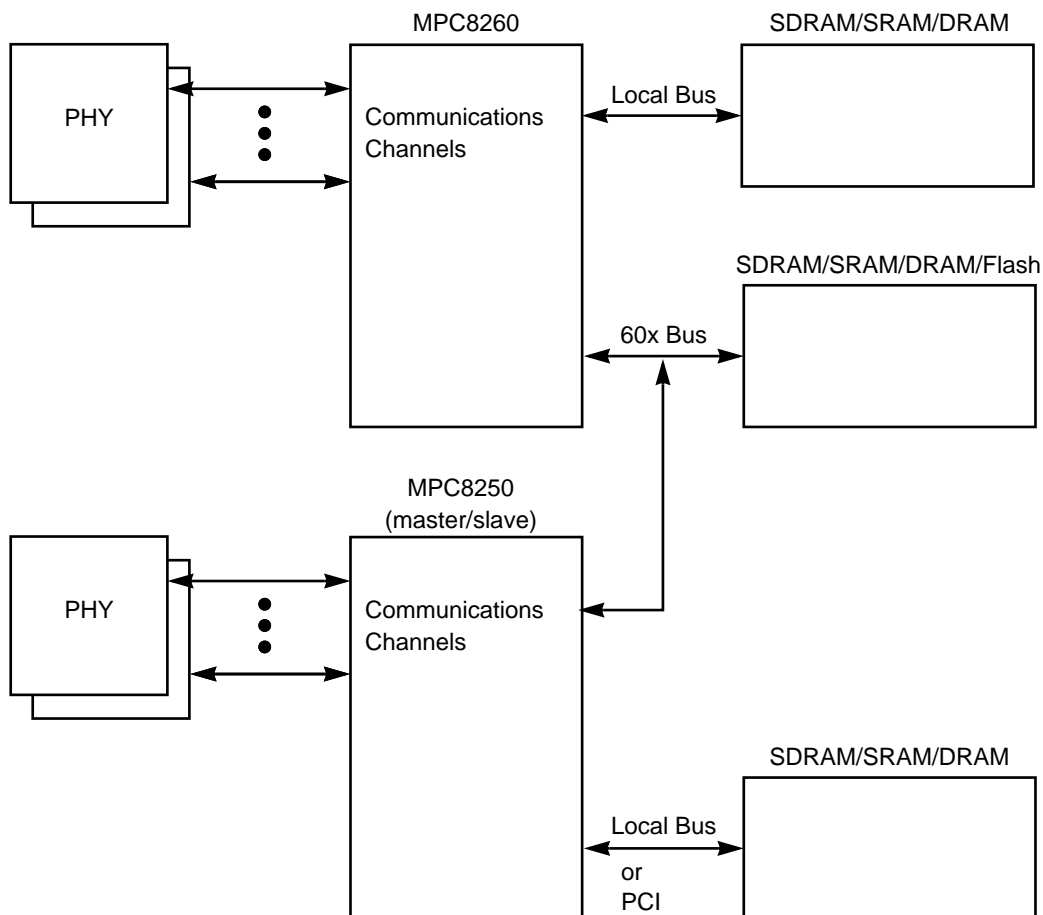 MPC8260
SDRAM/SRAM/DRAM
PHY
Communications
Channels
Local Bus
SDRAM/SRAM/DRAM/Flash
60x Bus
MPC8250
(master/slave)
PHY
Communications
Channels
SDRAM/SRAM/DRAM
Local Bus
or
PCI